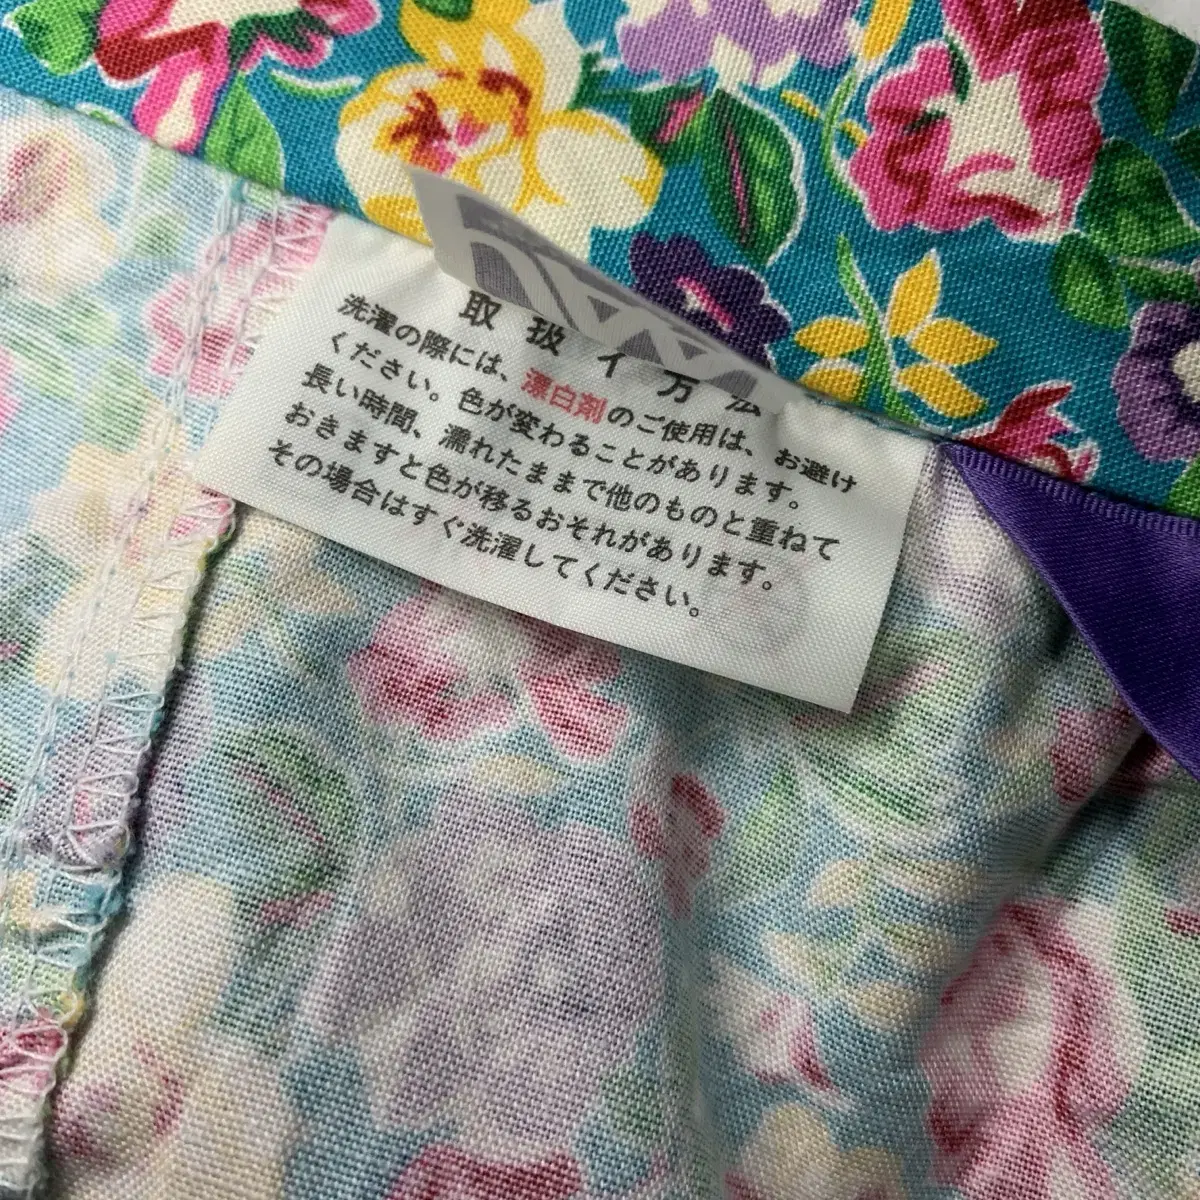 取扱イ方法
洗濯の際には、漂白剤のご使用は、お避け
ください。色が変わることがあります。
長い時間、濡れたままで他のものと重ねて
おきますと色が移るおそれがあります。
その場合はすぐ洗濯してください。